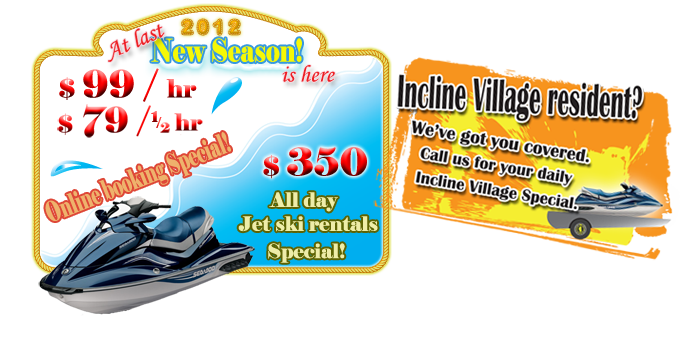 2012
At last
New Season!
is here
$ 99 / hr
$ 79 /½ hr
Online booking Special!
$ 350
All day
Jet ski rentals
Special!
Incline Village resident?
We've got you covered.
Call us for your daily
Incline Village Special.